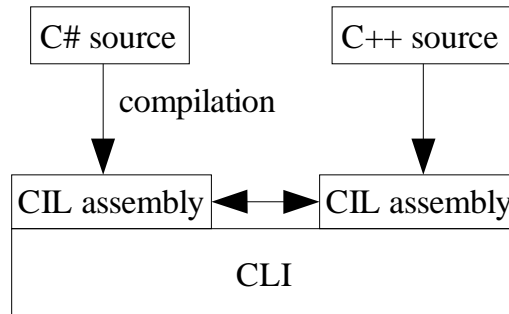 C# source
C++ source
compilation
CIL assembly
CIL assembly
CLI